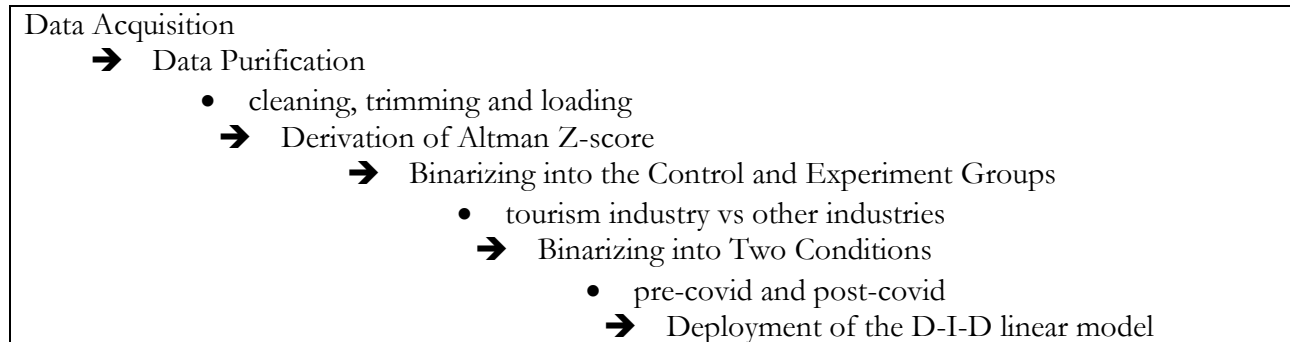 Data Acquisition
➔ Data Purification
• cleaning, trimming and loading
➔ Derivation of Altman Z-score
➔ Binarizing into the Control and Experiment Groups
• tourism industry vs other industries
➔ Binarizing into Two Conditions
• pre-covid and post-covid
➔ Deployment of the D-I-D linear model